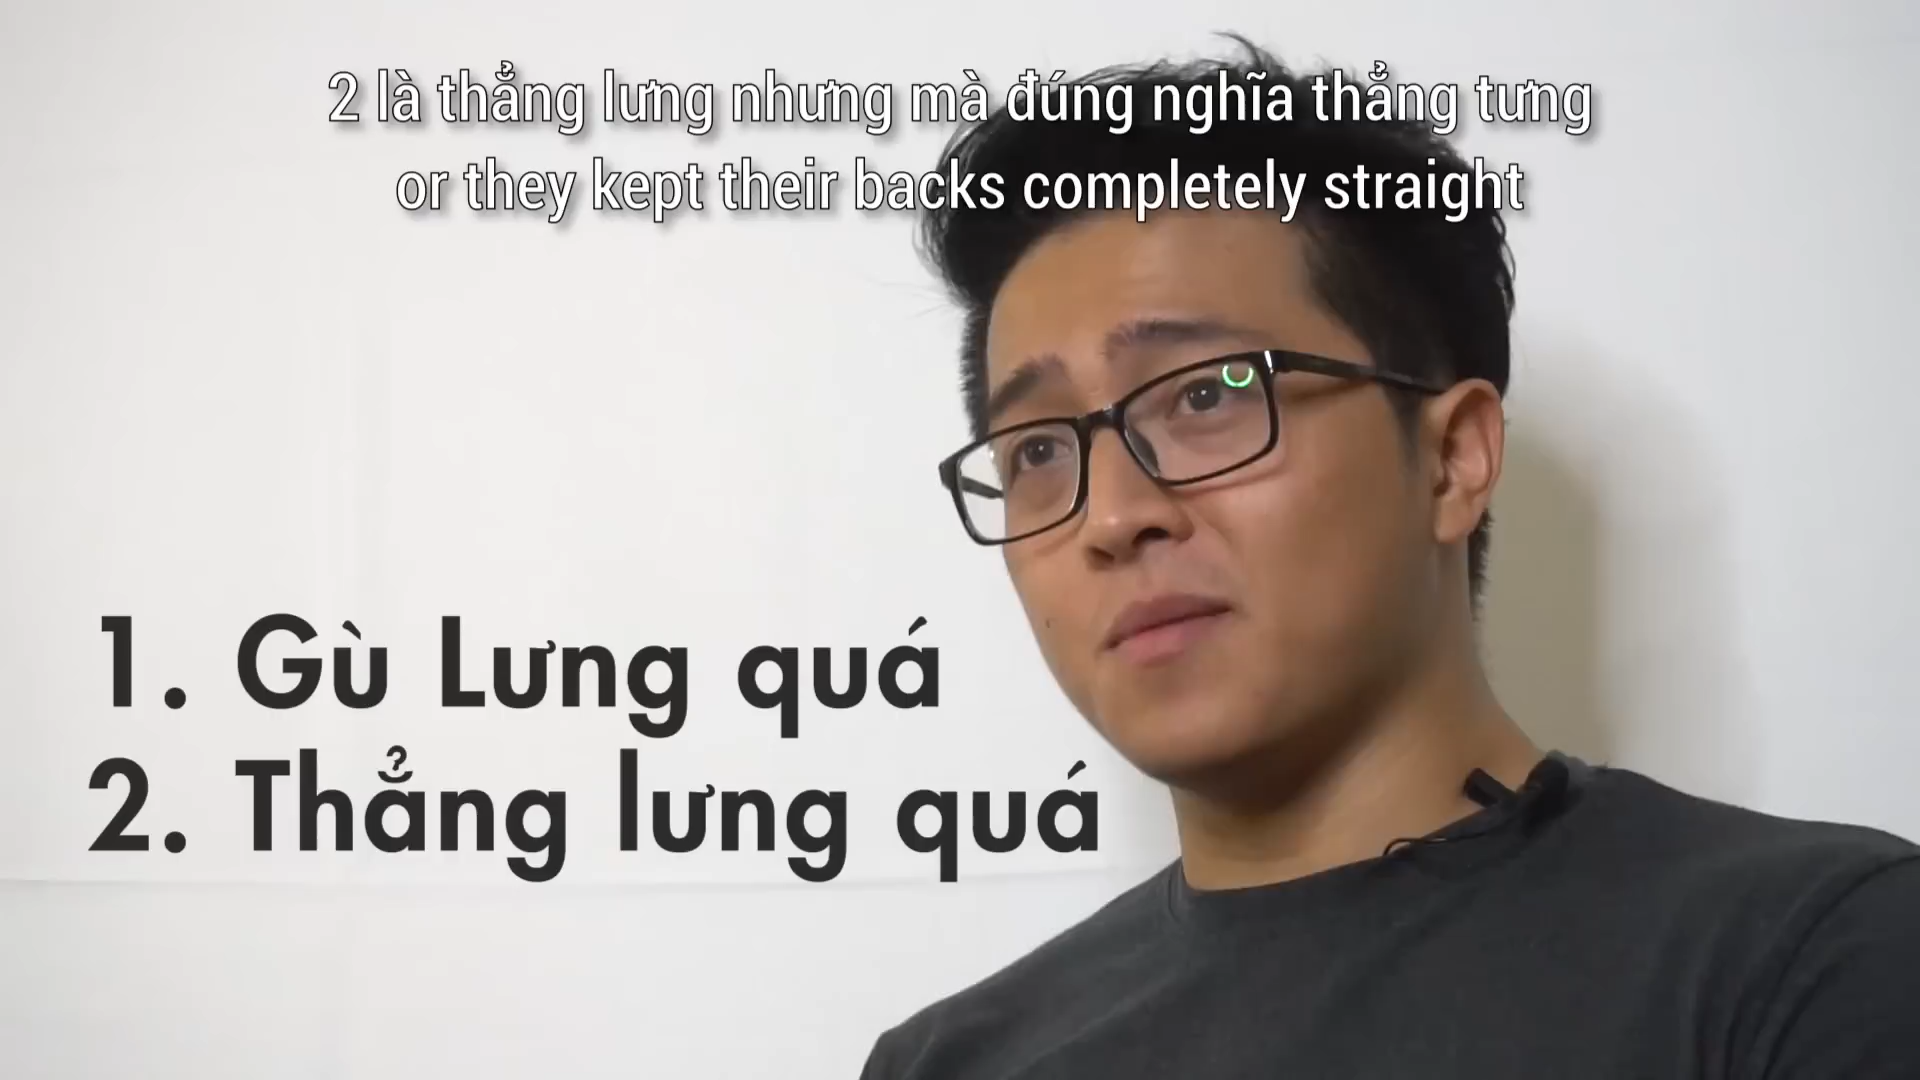 2 là thẳng lưng nhưng mà đúng nghĩa thẳng tưng
or they kept their backs completely straight
1. Gù Lưng quá
2. Thẳng lưng quá